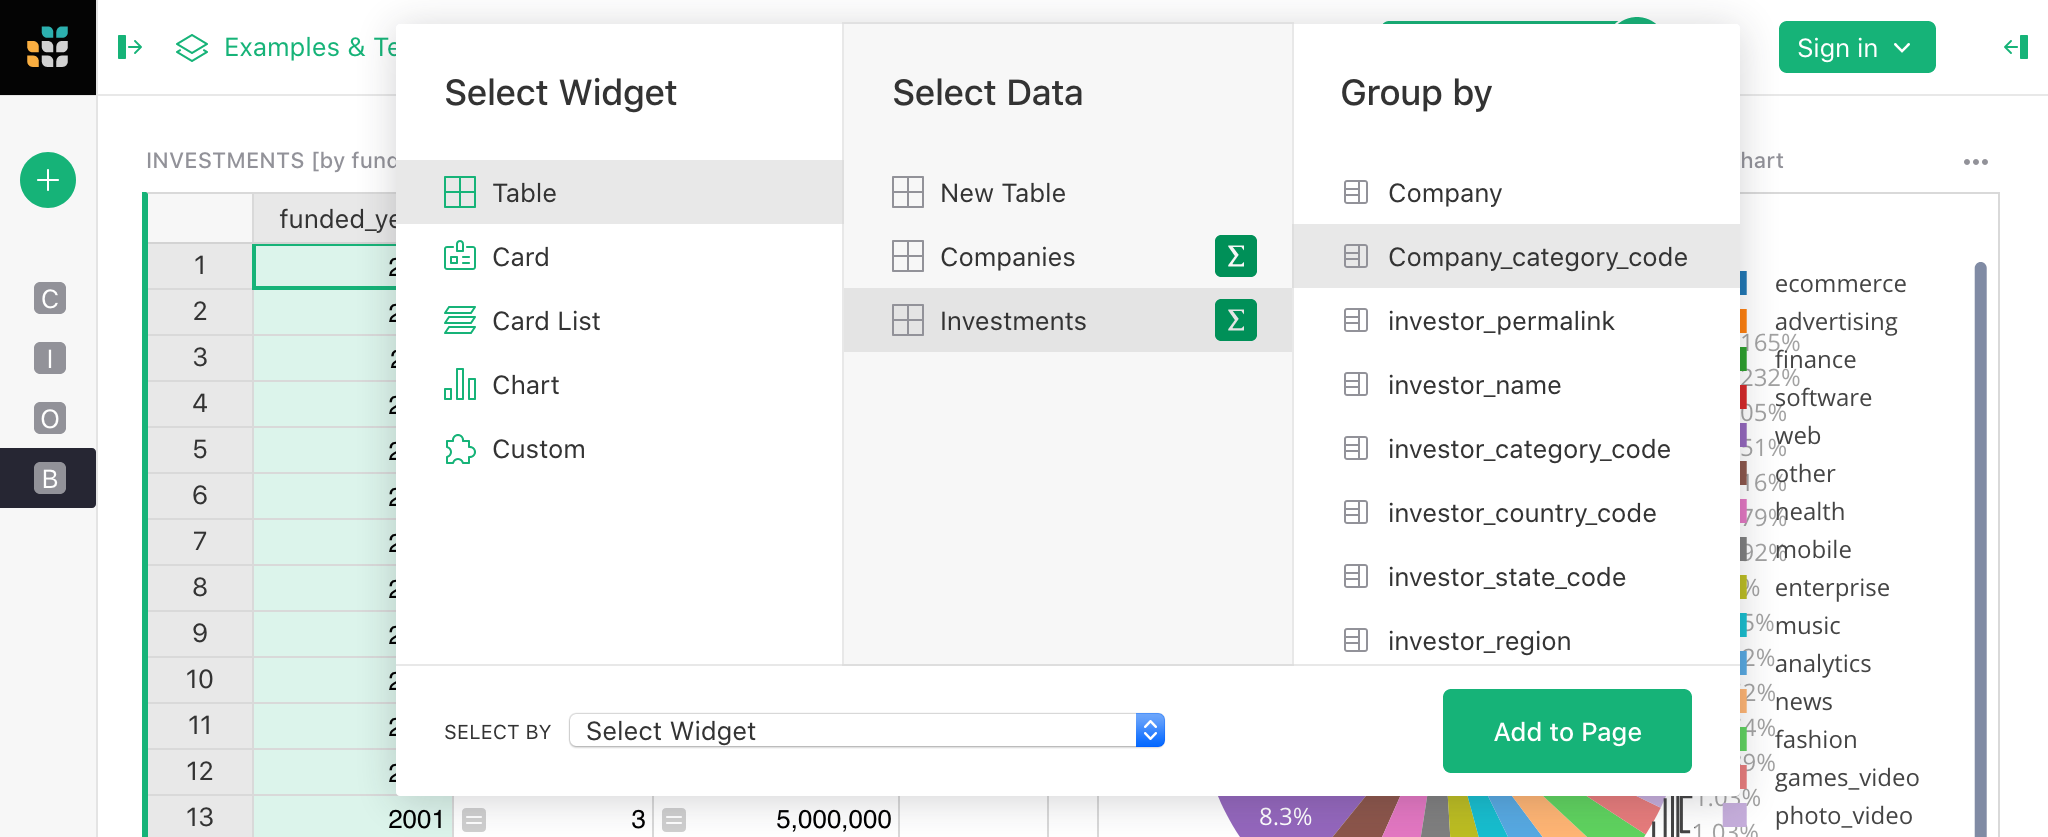 Examples & Te
Sign in
Select Widget
Select Data
Group by
INVESTMENTS [by fund
hart
Table
Card
Card List
Chart
Custom
New Table
Companies Σ
Investments Σ
Company
Company_category_code
investor_permalink
investor_name
investor_category_code
investor_country_code
investor_state_code
investor_region
SELECT BY Select Widget
Add to Page
C
I
O
B
funded_ye
1 2
2 2
3 2
4 2
5 2
6 2
7 2
8 2
9 2
10 2
11 2
12 2
13 2001 3 5,000,000
8.3%
1.03%
1.03%
ecommerce
advertising
165%
finance
232%
software
05%
web
51%
other
16%
health
79%
mobile
92%
enterprise
%
music
5%
analytics
2%
news
2%
fashion
4%
games_video
9%
photo_video